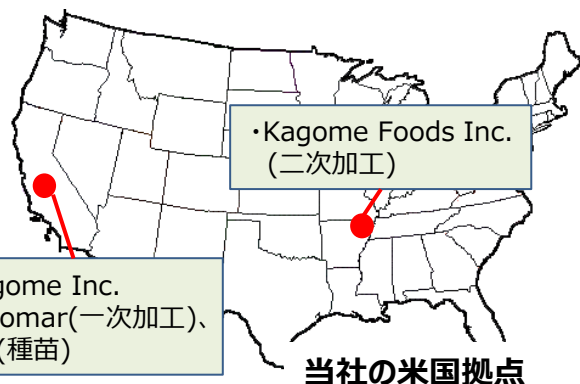 ・Kagome Foods Inc.
(二次加工)
gome Inc.
omar(一次加工)、
(種苗)
当社の米国拠点